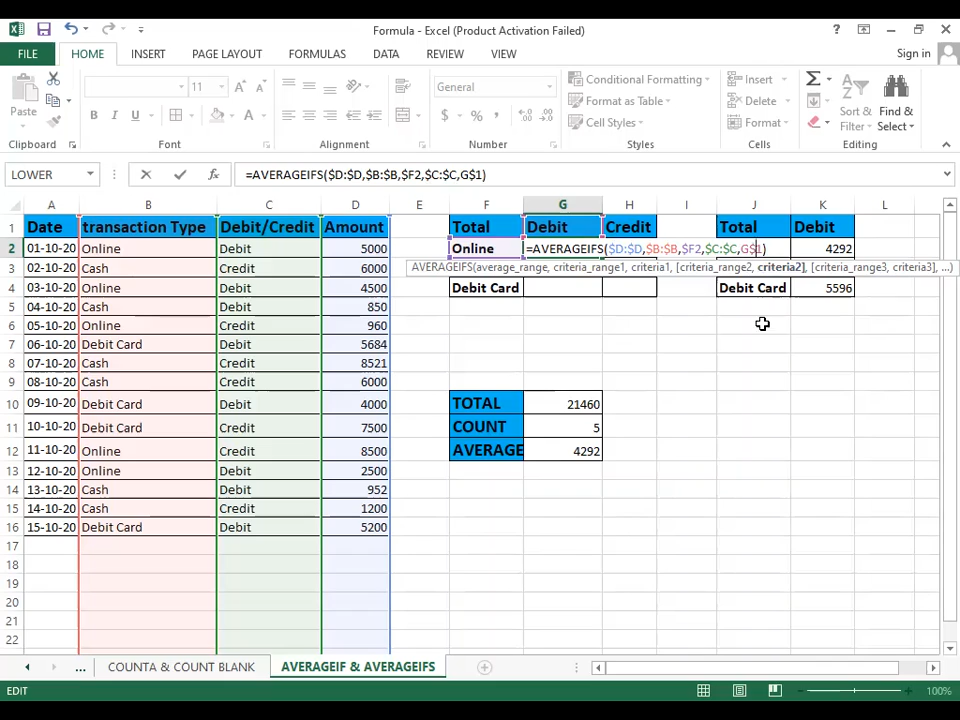 Formula - Excel (Product Activation Failed)
FILE HOME INSERT PAGE LAYOUT FORMULAS DATA REVIEW VIEW Sign in
11 General Conditional Formatting Insert
Paste Format as Table Delete Sort & Find &
Cell Styles Format Filter Select
Clipboard Font Alignment Number Styles Cells Editing
LOWER =AVERAGEIFS($D:$D,$B:$B,$F2,$C:$C,G$1)
A B C D E F G H I J K L
1 Date transaction Type Debit/Credit Amount Total Debit Credit Total Debit
2 01-10-20 Online Debit 5000 Online =AVERAGEIFS($D:$D,$B:$B,$F2,$C:$C,G$1) 4292
3 02-10-20 Cash Credit 6000 AVERAGEIFS(average_range, criteria_range1, criteria1, [criteria_range2, criteria2], [criteria_range3, criteria3], ...)
4 03-10-20 Online Debit 4500 Debit Card Debit Card 5596
5 04-10-20 Cash Debit 850
6 05-10-20 Online Credit 960
7 06-10-20 Debit Card Debit 5684
8 07-10-20 Cash Credit 8521
9 08-10-20 Cash Credit 6000
10 09-10-20 Debit Card Debit 4000 TOTAL 21460
11 10-10-20 Debit Card Debit 7500 COUNT 5
12 11-10-20 Online Credit 8500 AVERAGE 4292
13 12-10-20 Online Debit 2500
14 13-10-20 Cash Debit 952
15 14-10-20 Cash Credit 1200
16 15-10-20 Debit Card Debit 5200
17
18
19
20
21
22
... COUNTA & COUNT BLANK AVERAGEIF & AVERAGEIFS
EDIT 100%